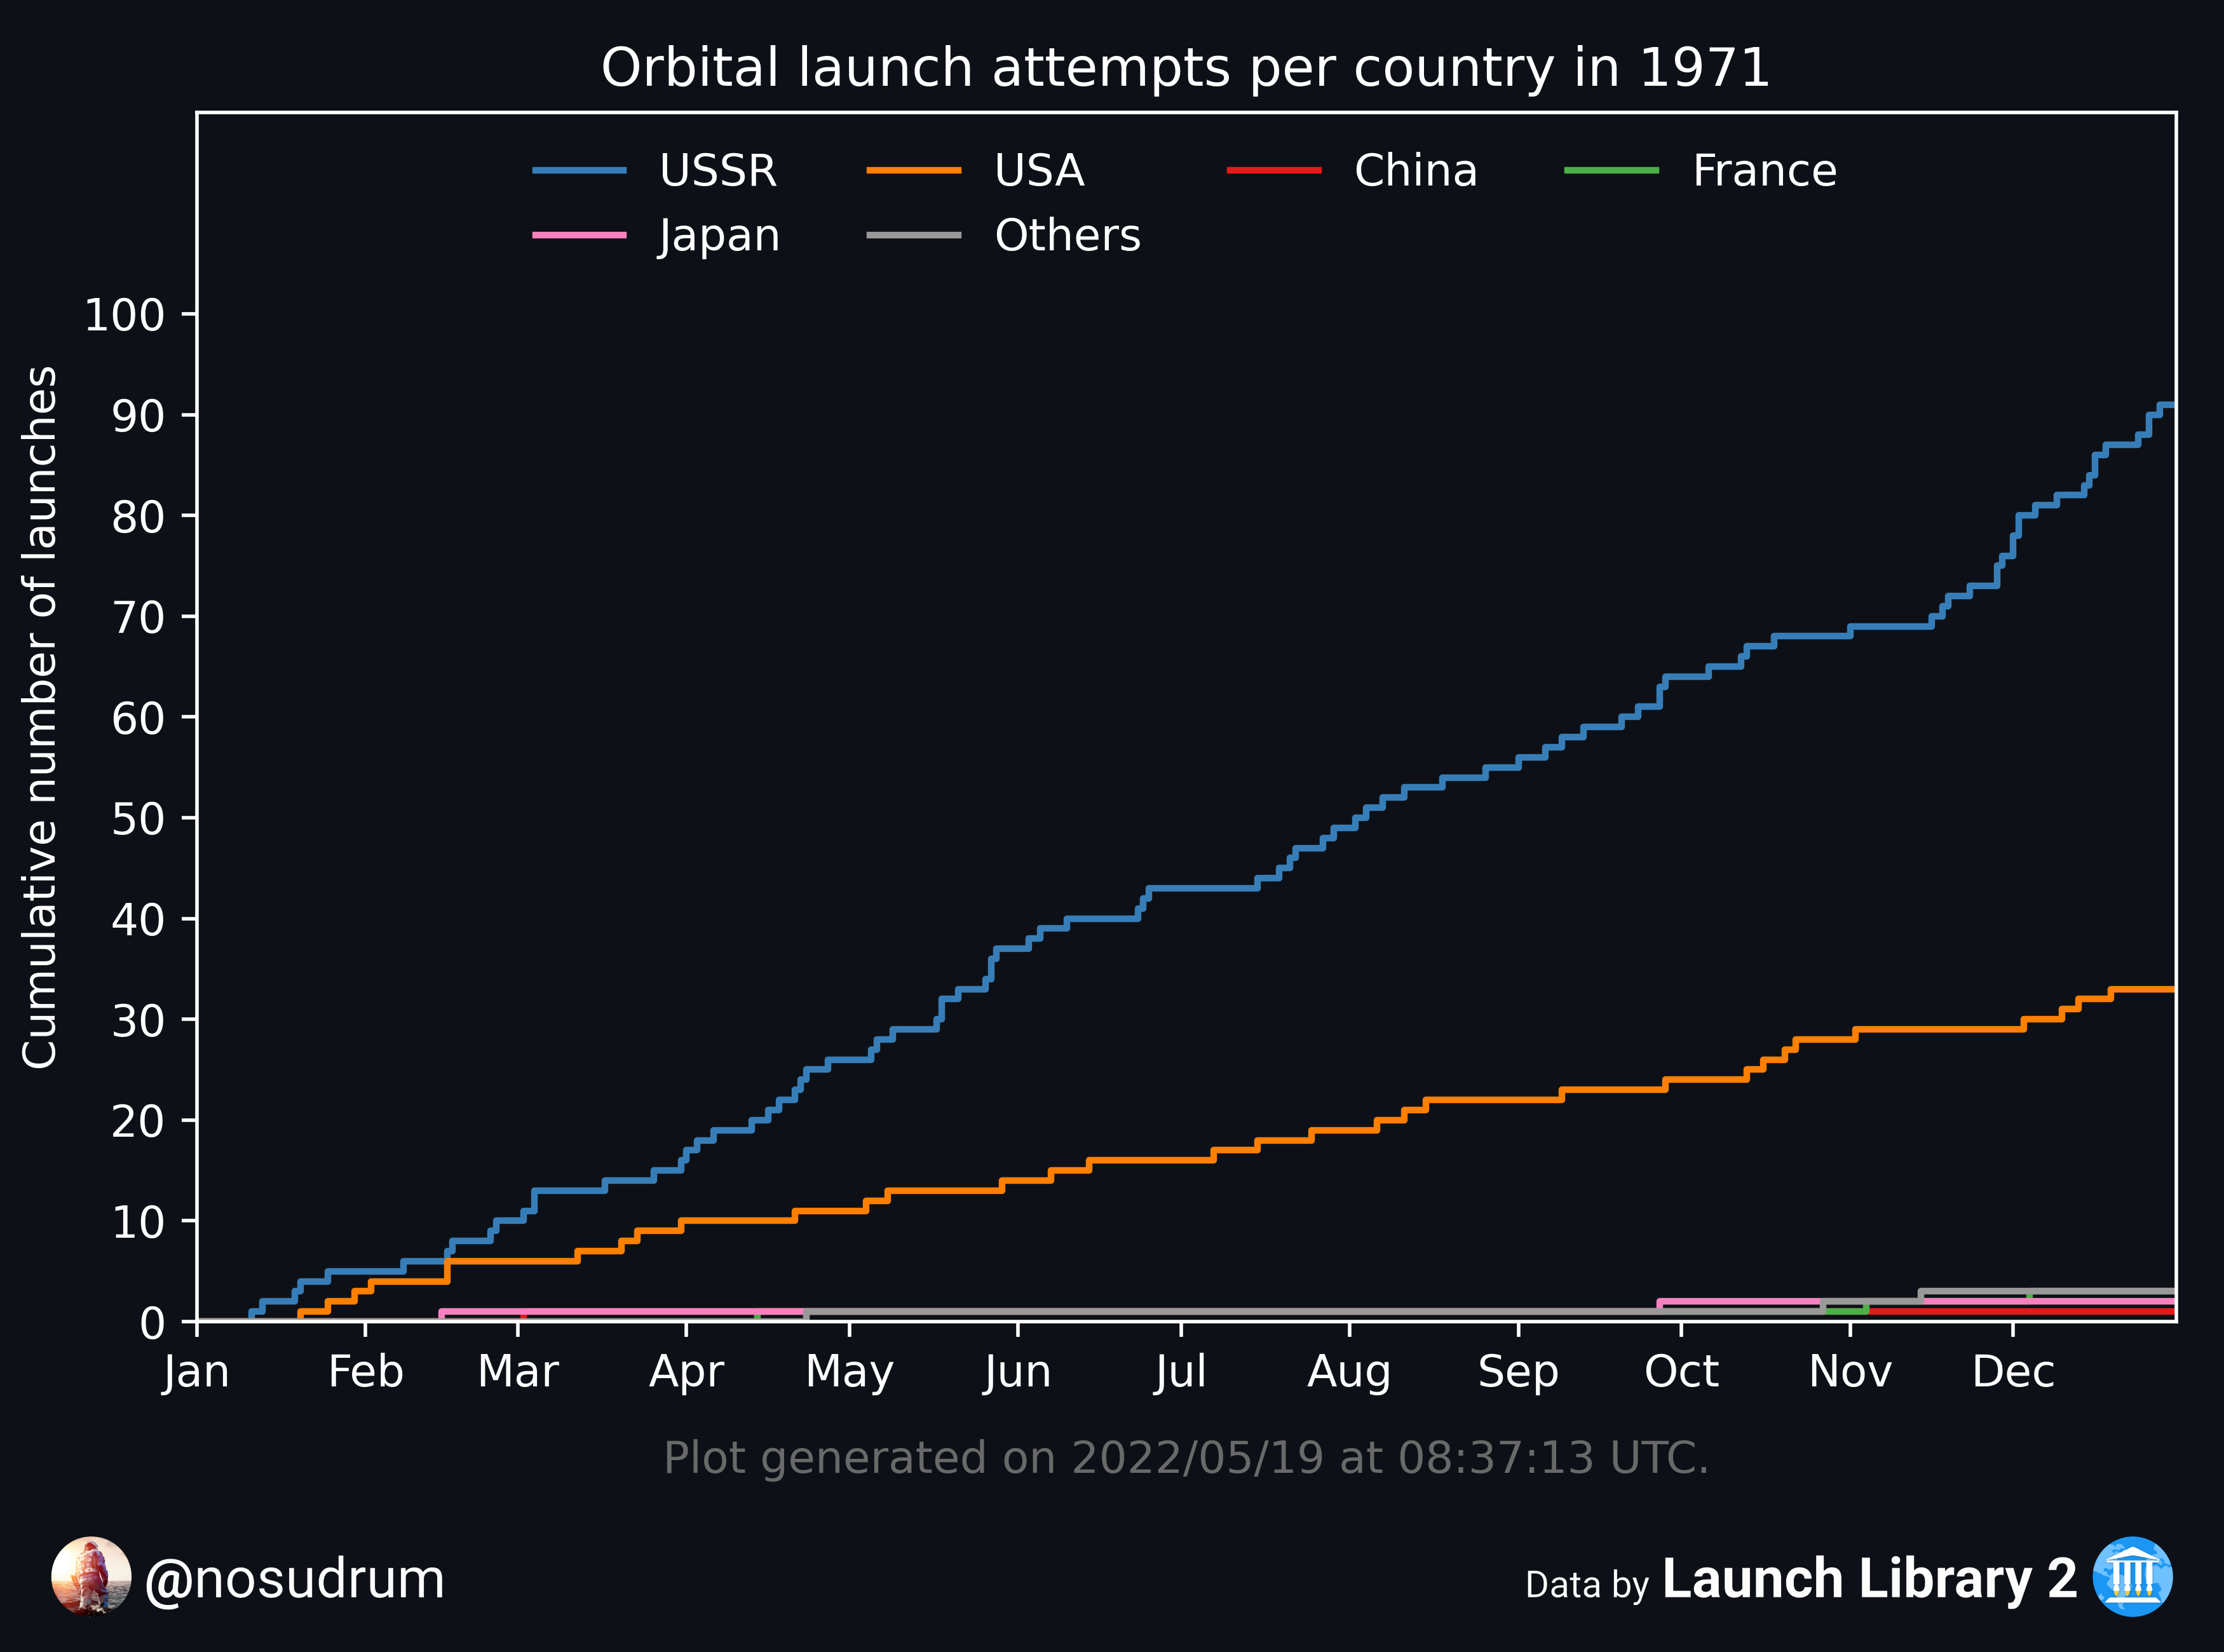 Orbital launch attempts per country in 1971
USSR USA China France
Japan Others
Cumulative number of launches
100
90
80
70
60
50
40
30
20
10
0
Jan Feb Mar Apr May Jun Jul Aug Sep Oct Nov Dec
Plot generated on 2022/05/19 at 08:37:13 UTC.
@nosudrum
Data by Launch Library 2